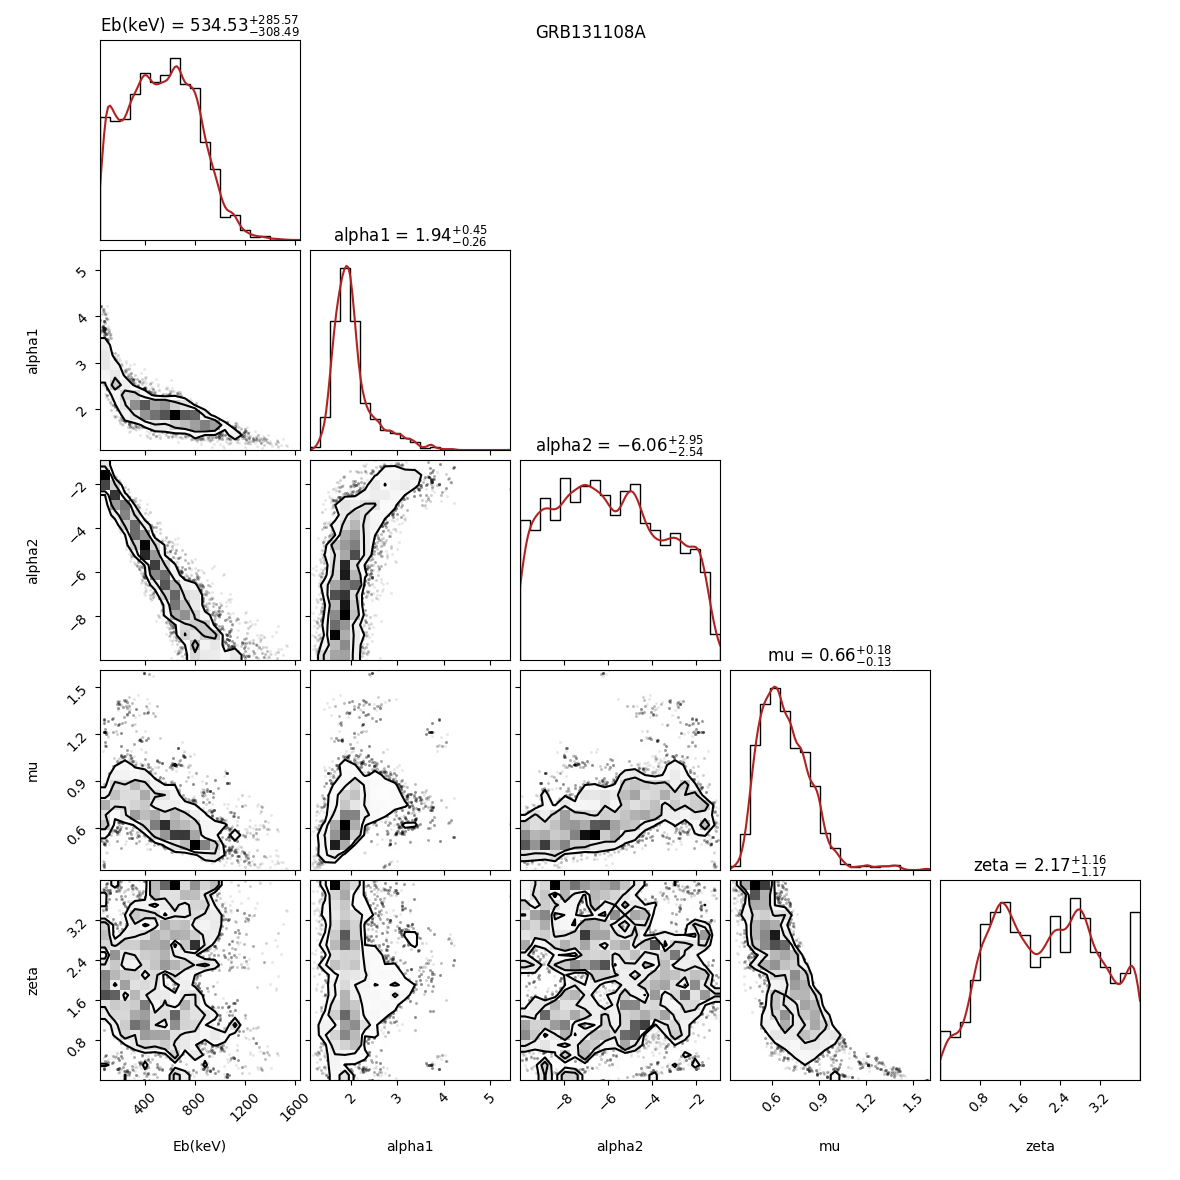 GRB131108A
Eb(keV) = 534.53+285.57−308.49
alpha1 = 1.94+0.45−0.26
5
4
3
2
alpha1
alpha2 = −6.06+2.95−2.54
−2
−4
−6
−8
alpha2
mu = 0.66+0.18−0.13
1.5
1.2
0.9
0.6
mu
zeta = 2.17+1.16−1.17
3.2
2.4
1.6
0.8
zeta
400 800 1200 1600
2 3 4 5
−8 −6 −4 −2
0.6 0.9 1.2 1.5
0.8 1.6 2.4 3.2
Eb(keV) alpha1 alpha2 mu zeta